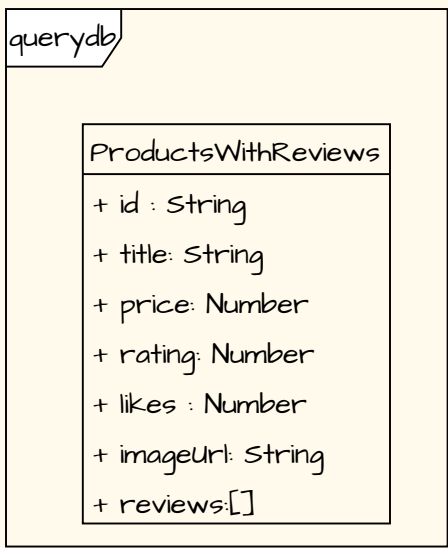 querydb
ProductsWithReviews
+ id : String
+ title: String
+ price: Number
+ rating: Number
+ likes : Number
+ imageUrl: String
+ reviews:[]